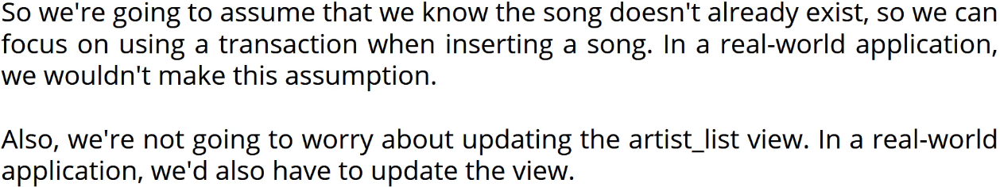 So we're going to assume that we know the song doesn't already exist, so we can
focus on using a transaction when inserting a song. In a real-world application,
we wouldn't make this assumption.
Also, we're not going to worry about updating the artist_list view. In a real-world
application, we'd also have to update the view.